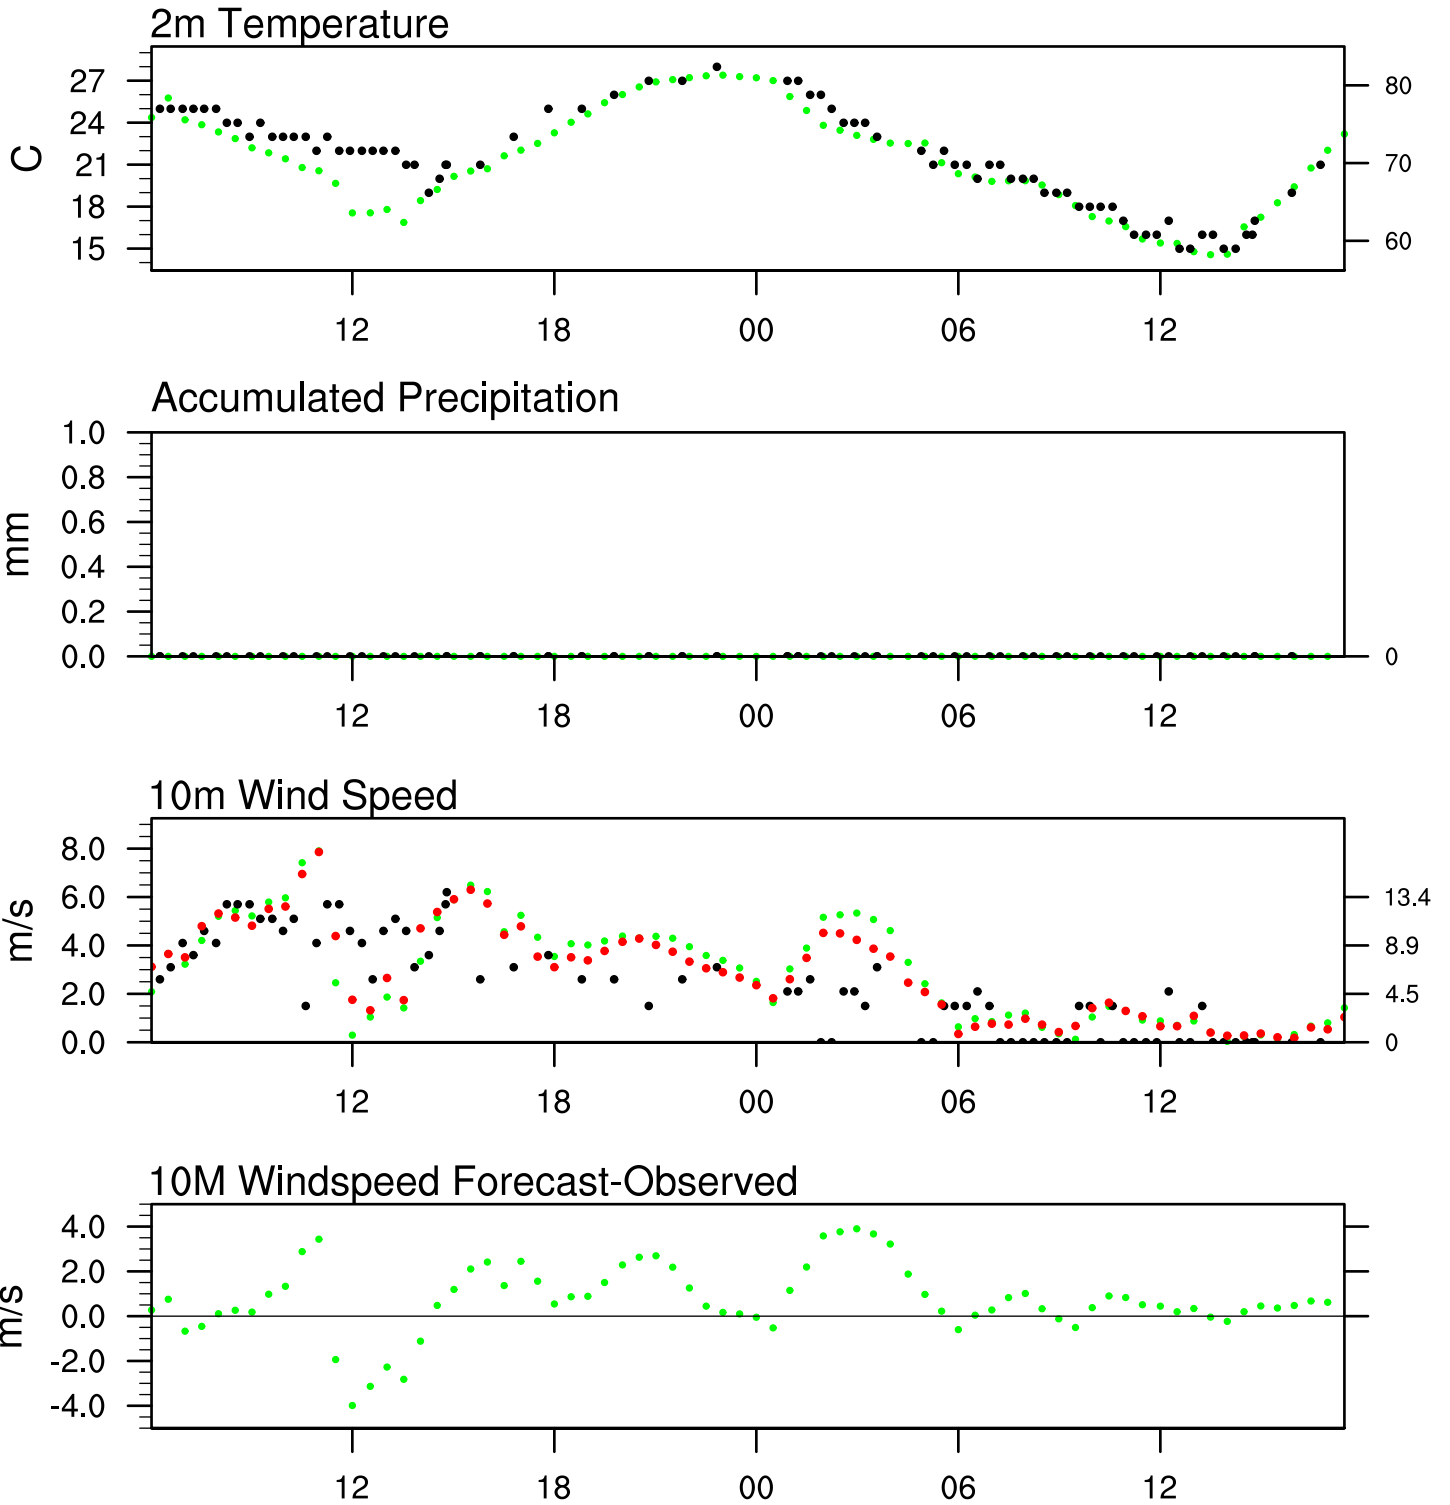 2m Temperature
27
24
21
18
15
C
80
70
60
12 18 00 06 12
Accumulated Precipitation
1.0
0.8
0.6
0.4
0.2
0.0
mm
0
12 18 00 06 12
10m Wind Speed
8.0
6.0
4.0
2.0
0.0
m/s
13.4
8.9
4.5
0
12 18 00 06 12
10M Windspeed Forecast-Observed
4.0
2.0
0.0
-2.0
-4.0
m/s
12 18 00 06 12